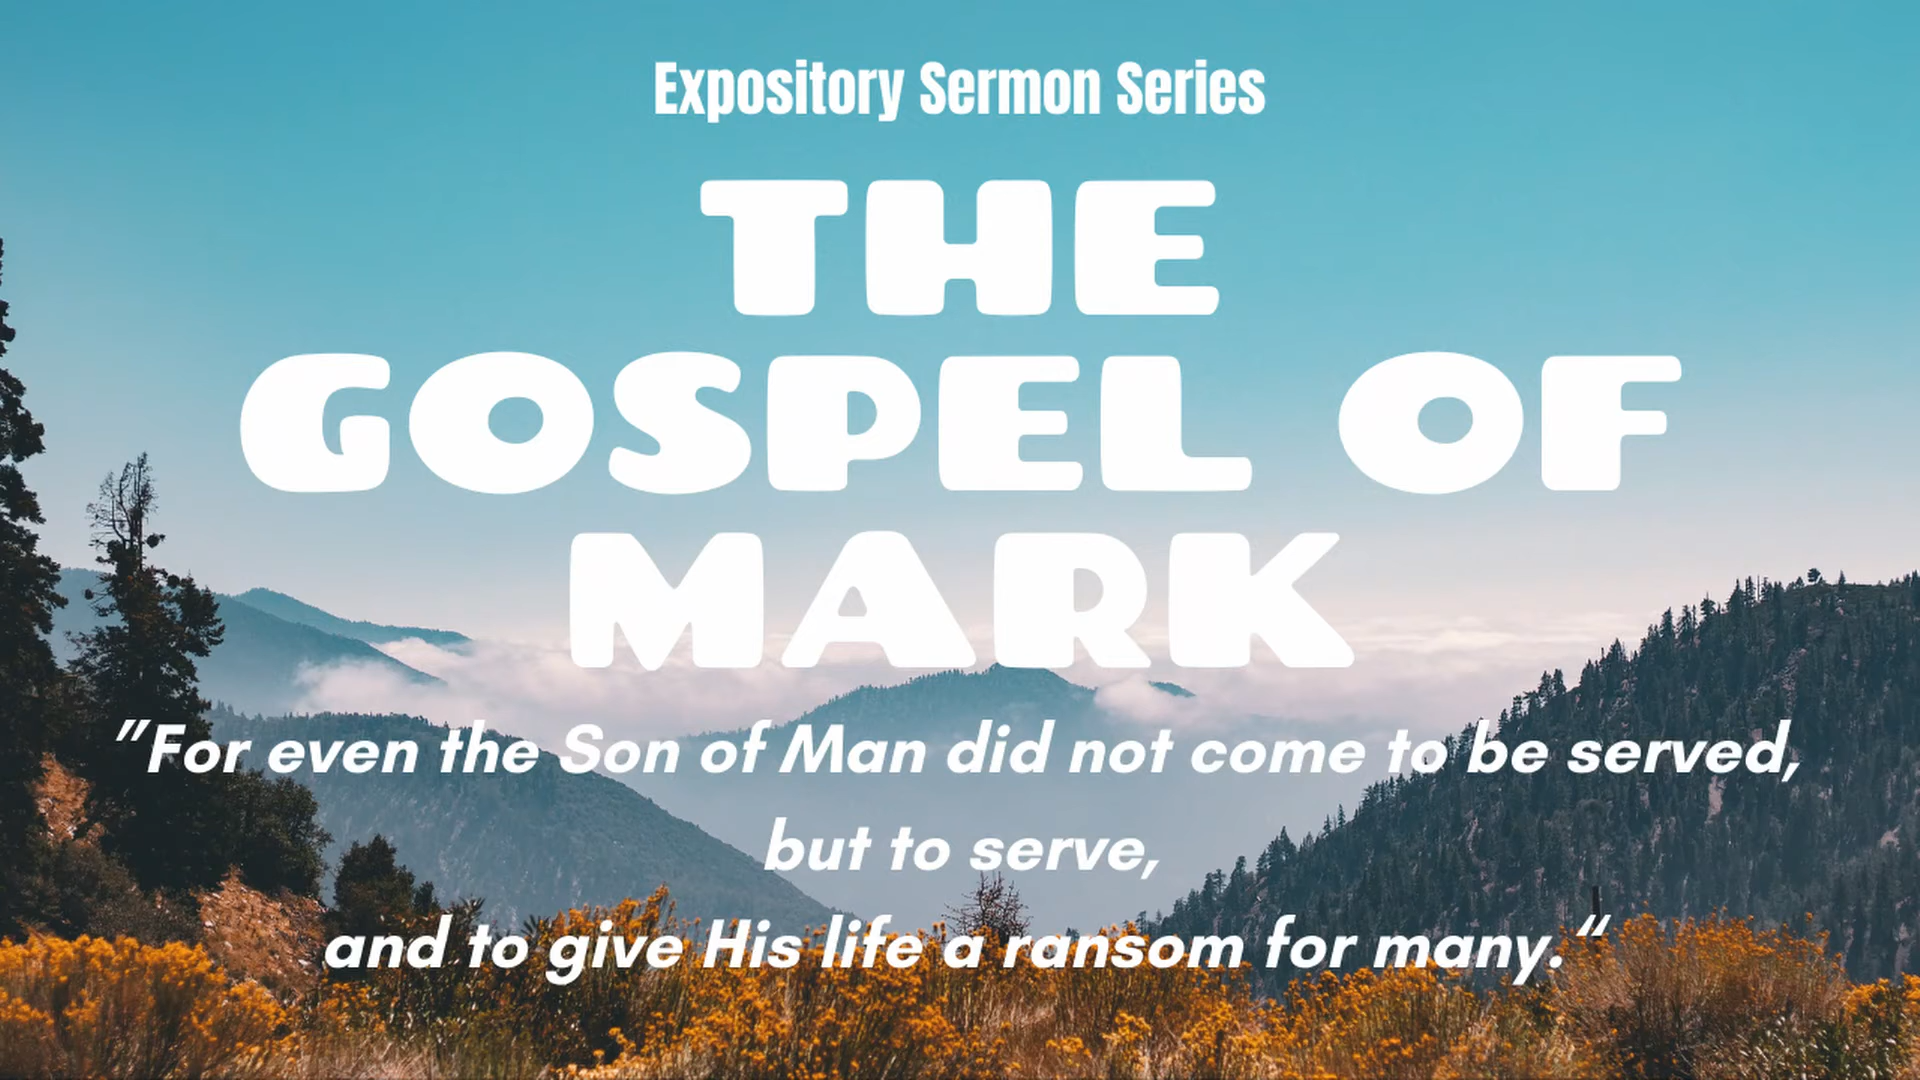 Expository Sermon Series
THE
GOSPEL OF
MARK
"For even the Son of Man did not come to be served,
but to serve,
and to give His life a ransom for many."